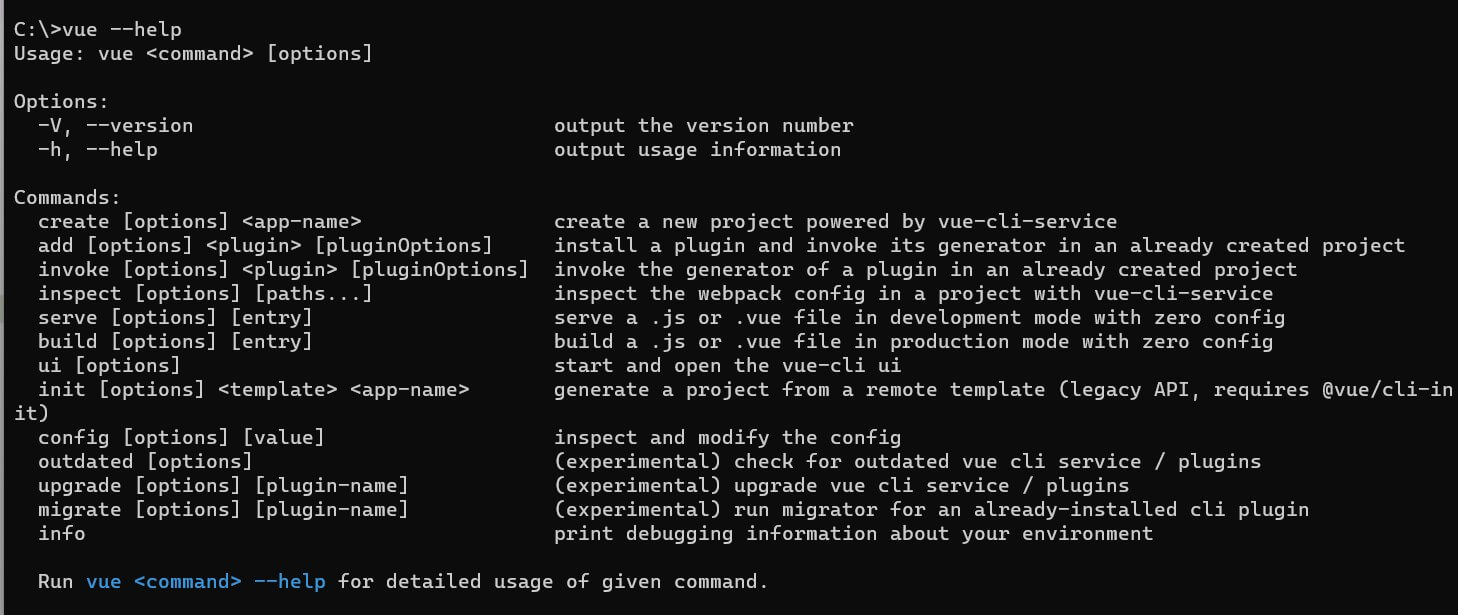 C:\>vue --help
Usage: vue <command> [options]

Options:
  -V, --version                              output the version number
  -h, --help                                 output usage information

Commands:
  create [options] <app-name>                create a new project powered by vue-cli-service
  add [options] <plugin> [pluginOptions]     install a plugin and invoke its generator in an already created project
  invoke [options] <plugin> [pluginOptions]  invoke the generator of a plugin in an already created project
  inspect [options] [paths...]               inspect the webpack config in a project with vue-cli-service
  serve [options] [entry]                    serve a .js or .vue file in development mode with zero config
  build [options] [entry]                    build a .js or .vue file in production mode with zero config
  ui [options]                               start and open the vue-cli ui
  init [options] <template> <app-name>       generate a project from a remote template (legacy API, requires @vue/cli-in
it)
  config [options] [value]                   inspect and modify the config
  outdated [options]                         (experimental) check for outdated vue cli service / plugins
  upgrade [options] [plugin-name]            (experimental) upgrade vue cli service / plugins
  migrate [options] [plugin-name]            (experimental) run migrator for an already-installed cli plugin
  info                                       print debugging information about your environment

  Run vue <command> --help for detailed usage of given command.